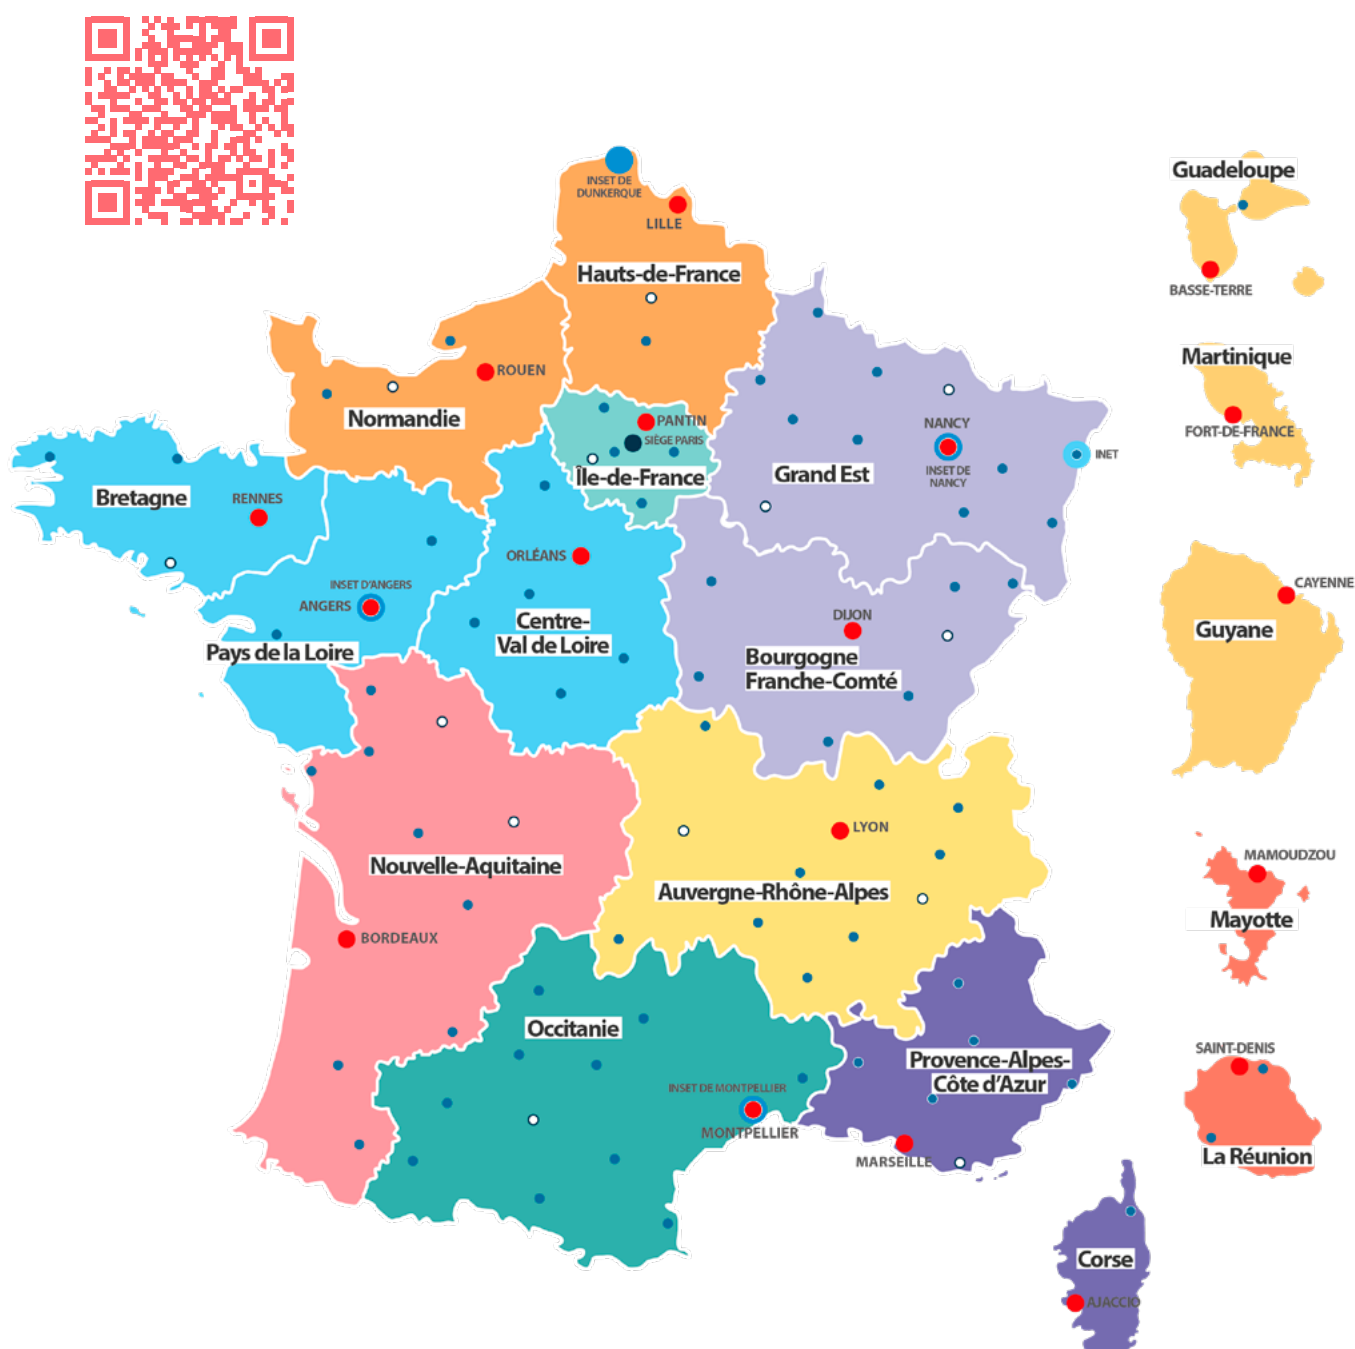 INSET DE
DUNKERQUE
LILLE
Hauts-de-France
ROUEN
Normandie
PANTIN
SIÈGE PARIS
Île-de-France
NANCY
INSET DE
NANCY
INET
Grand Est
Bretagne
RENNES
ORLÉANS
INSET D'ANGERS
ANGERS
Pays de la Loire
Centre-
Val de Loire
DIJON
Bourgogne
Franche-Comté
LYON
Auvergne-Rhône-Alpes
Nouvelle-Aquitaine
BORDEAUX
Occitanie
INSET DE MONTPELLIER
MONTPELLIER
Provence-Alpes-
Côte d'Azur
MARSEILLE
Corse
AJACCIO
Guadeloupe
BASSE-TERRE
Martinique
FORT-DE-FRANCE
CAYENNE
Guyane
MAMOUDZOU
Mayotte
SAINT-DENIS
La Réunion